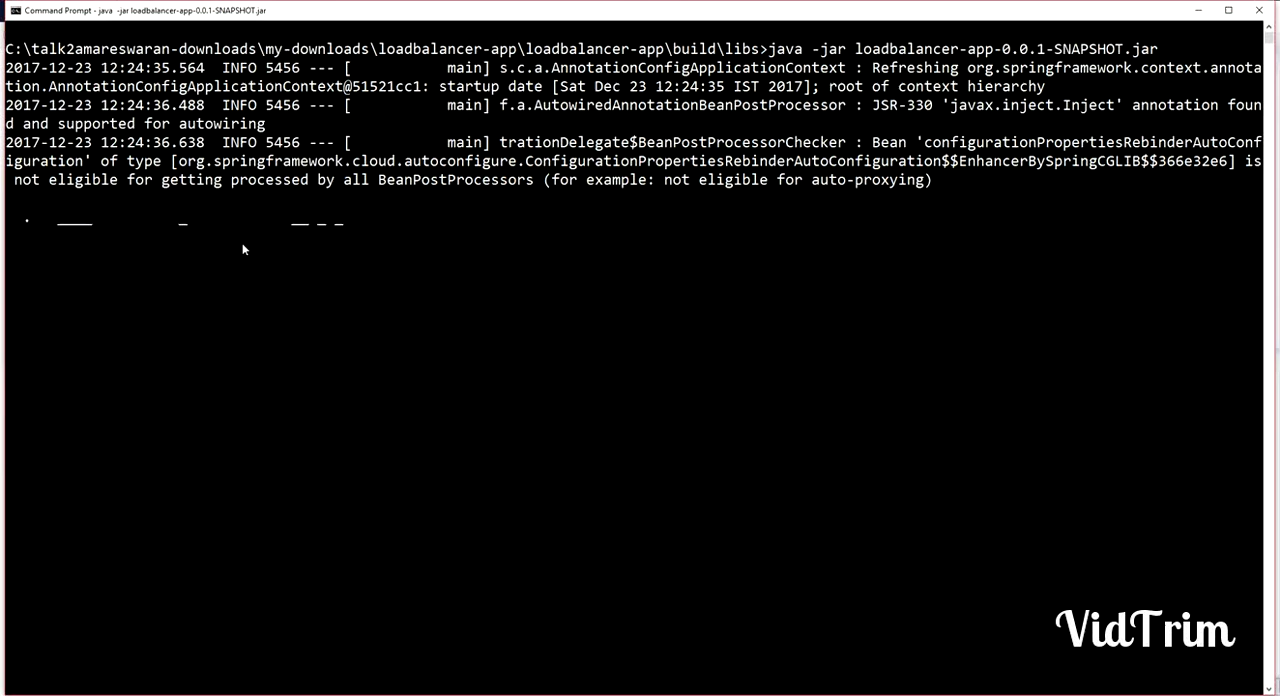 Command Prompt - java -jar loadbalancer-app-0.0.1-SNAPSHOT.jar
C:\talk2amareswaran-downloads\my-downloads\loadbalancer-app\loadbalancer-app\build\libs>java -jar loadbalancer-app-0.0.1-SNAPSHOT.jar
2017-12-23 12:24:35.564  INFO 5456 --- [           main] s.c.a.AnnotationConfigApplicationContext : Refreshing org.springframework.context.annota
tion.AnnotationConfigApplicationContext@51521cc1: startup date [Sat Dec 23 12:24:35 IST 2017]; root of context hierarchy
2017-12-23 12:24:36.488  INFO 5456 --- [           main] f.a.AutowiredAnnotationBeanPostProcessor : JSR-330 'javax.inject.Inject' annotation foun
d and supported for autowiring
2017-12-23 12:24:36.638  INFO 5456 --- [           main] trationDelegate$BeanPostProcessorChecker : Bean 'configurationPropertiesRebinderAutoConf
iguration' of type [org.springframework.cloud.autoconfigure.ConfigurationPropertiesRebinderAutoConfiguration$$EnhancerBySpringCGLIB$$366e32e6] is
 not eligible for getting processed by all BeanPostProcessors (for example: not eligible for auto-proxying)
  .   ____          _            __ _ _
VidTrim